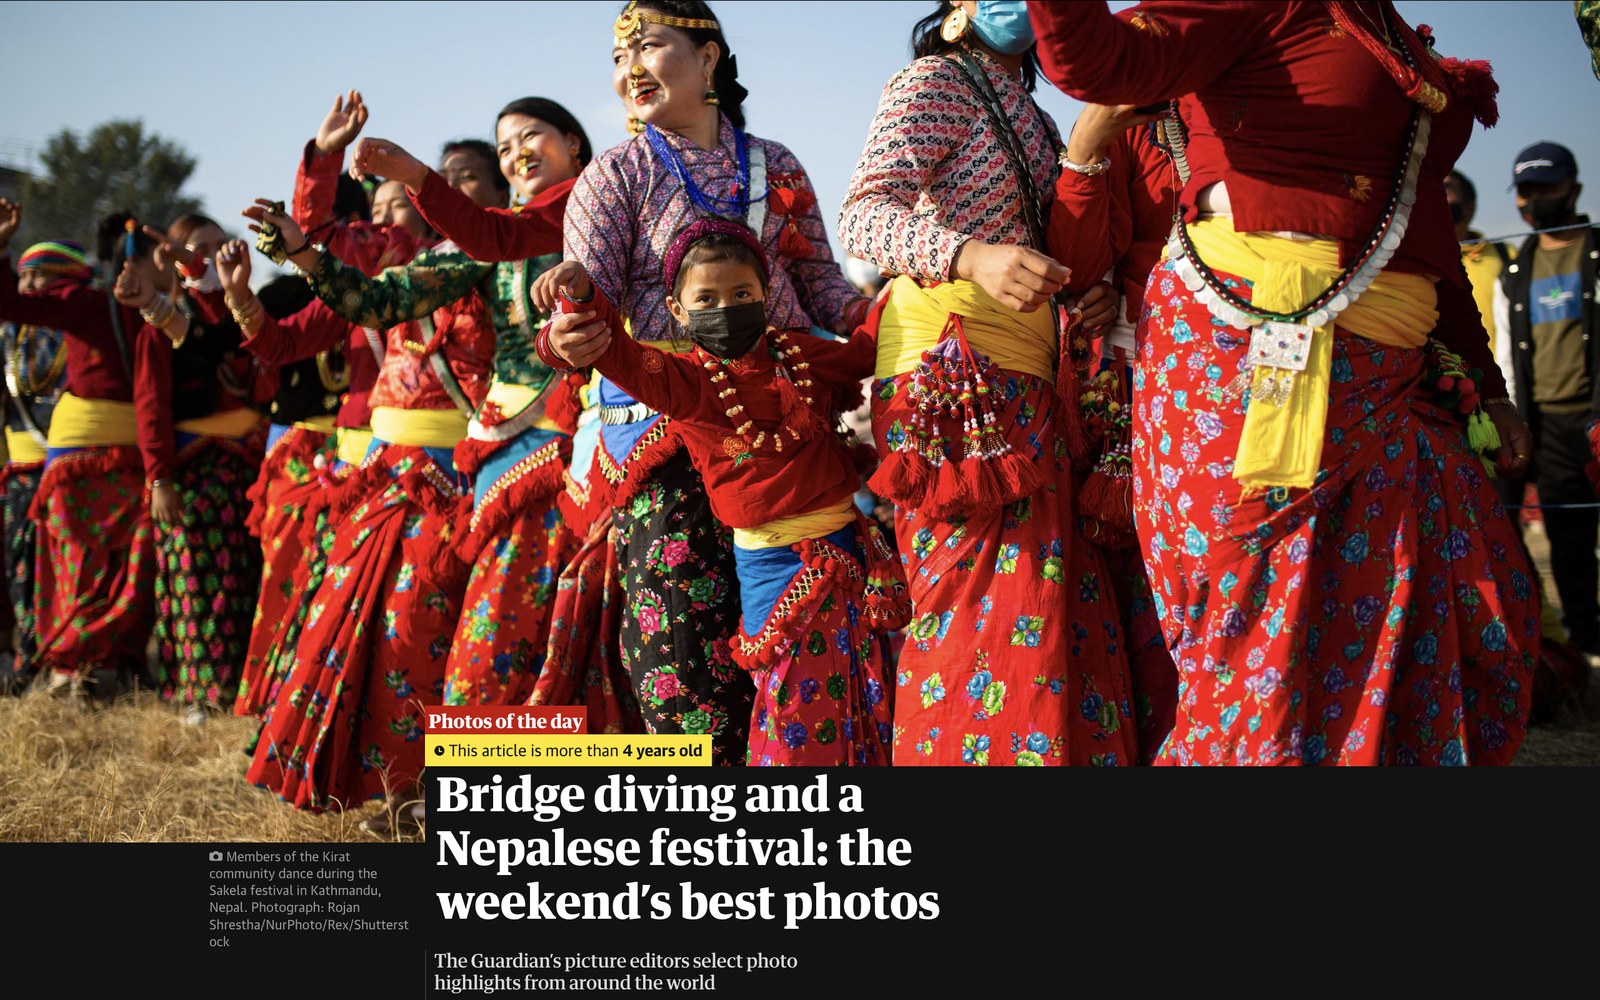 Photos of the day
This article is more than 4 years old
Bridge diving and a
Nepalese festival: the
weekend's best photos
Members of the Kirat
community dance during the
Sakela festival in Kathmandu,
Nepal. Photograph: Rojan
Shrestha/NurPhoto/Rex/Shutterst
ock
The Guardian's picture editors select photo
highlights from around the world